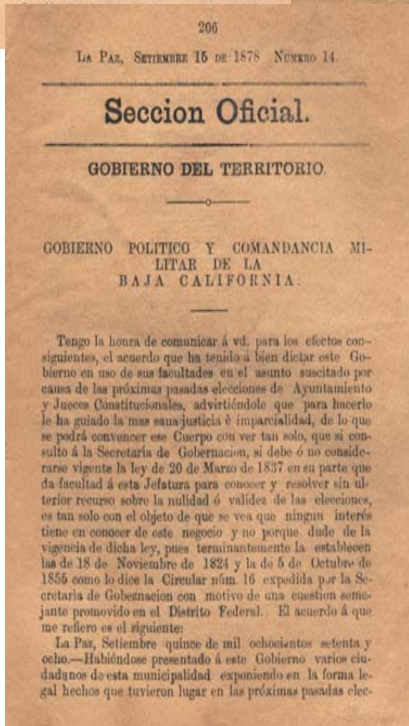 206
LA PAZ, SETIEMBRE 15 DE 1878 NUMERO 14.
Seccion Oficial.
GOBIERNO DEL TERRITORIO.
GOBIERNO POLITICO Y COMANDANCIA MI-
LITAR DE LA
BAJA CALIFORNIA.
Tengo la honra de comunicar á vd. para los efectos con-
siguientes, el acuerdo que ha tenido á bien dictar este Go-
bierno en uso de sus facultades en el asunto suscitado por
causa de las próximas pasadas elecciones de Ayuntamiento
y Jueces Constitucionales, advirtiéndole que para hacerlo
le ha guiado la mas sana justicia é imparcialidad, de lo que
se podrá convencer ese Cuerpo con ver tan solo, que si con-
sulto á la Secretaría de Gobernacion, si debe ó no conside-
rarse vigente la ley de 20 de Marzo de 1837 en su parte que
da facultad á esta Jefatura para conocer y resolver sin ul-
terior recurso sobre la nulidad ó validez de las elecciones,
es tan solo con el objeto de que se vea que ningun interés
tiene en conocer de este negocio y no porque dude de la
vigencia de dicha ley, pues terminantemente la establecen
las de 18 de Noviembre de 1824 y la de 5 de Octubre de
1855 como lo dice la Circular núm. 16 expedida por la Se-
cretaria de Gobernacion con motivo de una cuestion seme-
jante promovido en el Distrito Federal. El acuerdo á que
me refiero es el siguiente:
La Paz, Setiembre quince de mil ochocientos setenta y
ocho.—Habiéndose presentado á este Gobierno varios ciu-
dadanos de esta municipalidad exponiendo en la forma le-
gal hechos que tuvieron lugar en las próximas pasadas elec-